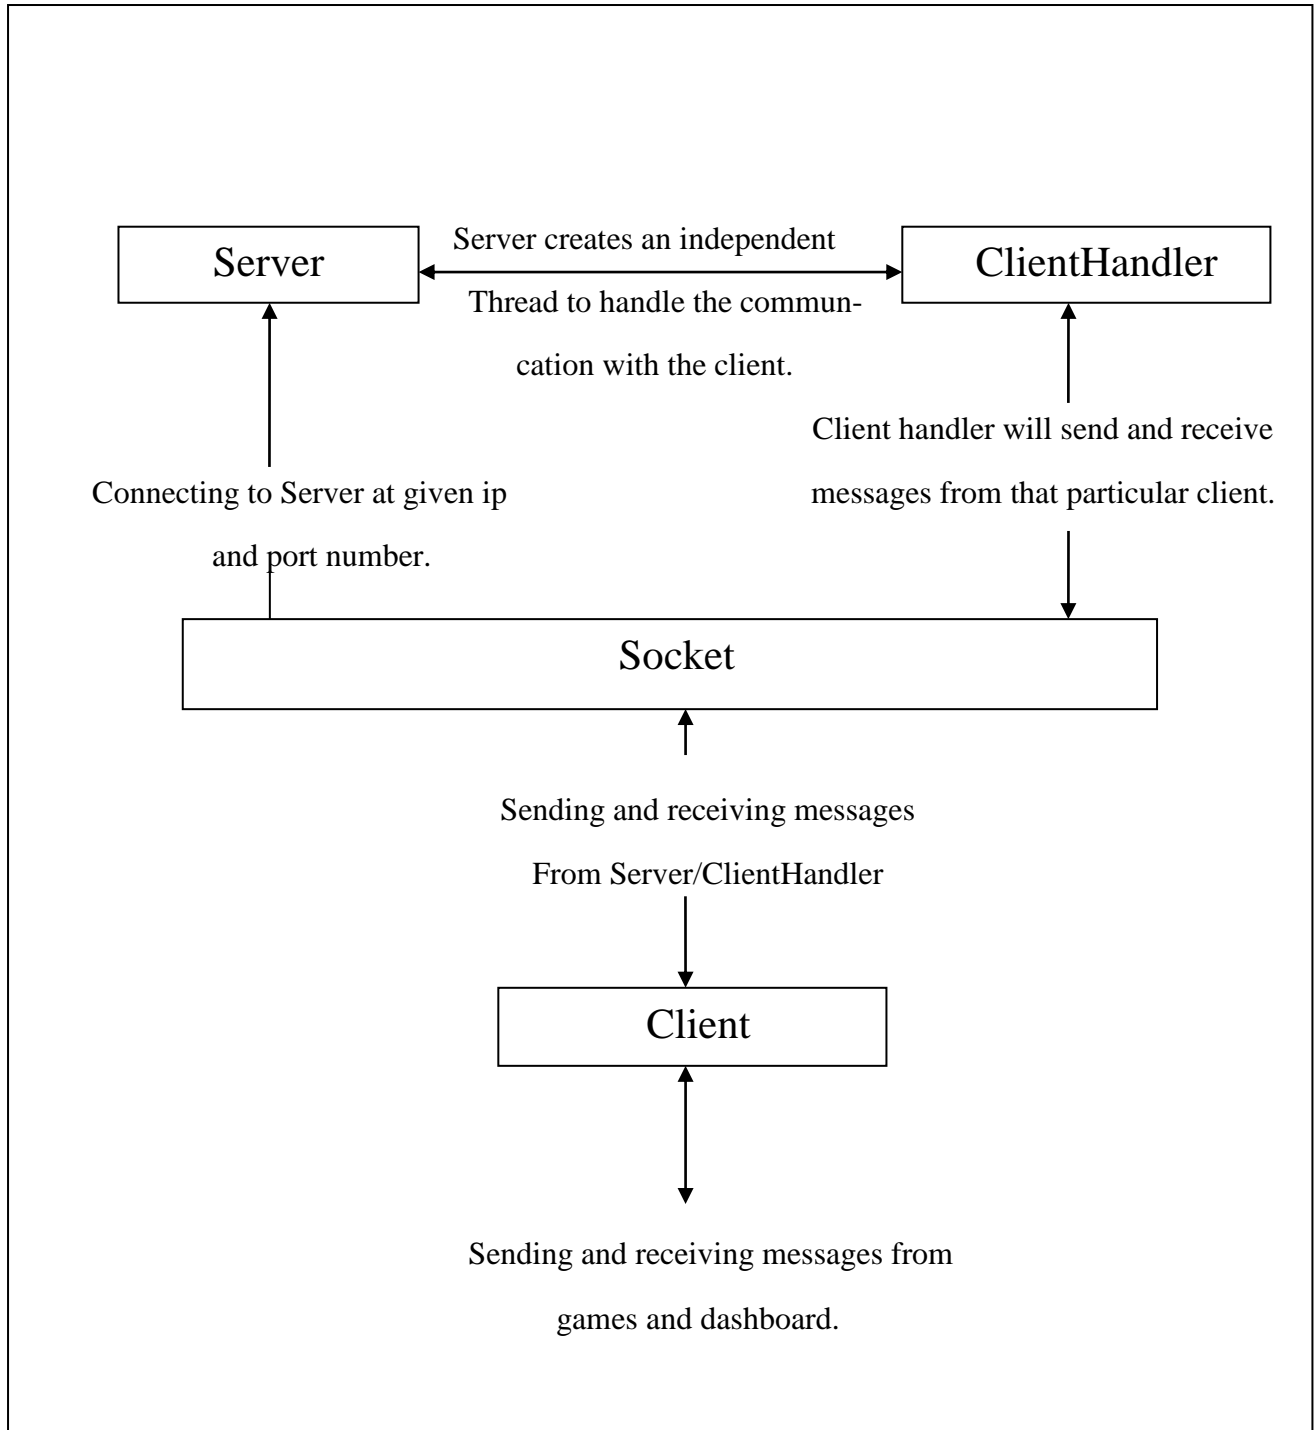 Server
Server creates an independent
Thread to handle the commun-
cation with the client.
ClientHandler
Client handler will send and receive
messages from that particular client.
Connecting to Server at given ip
and port number.
Socket
Sending and receiving messages
From Server/ClientHandler
Client
Sending and receiving messages from
games and dashboard.